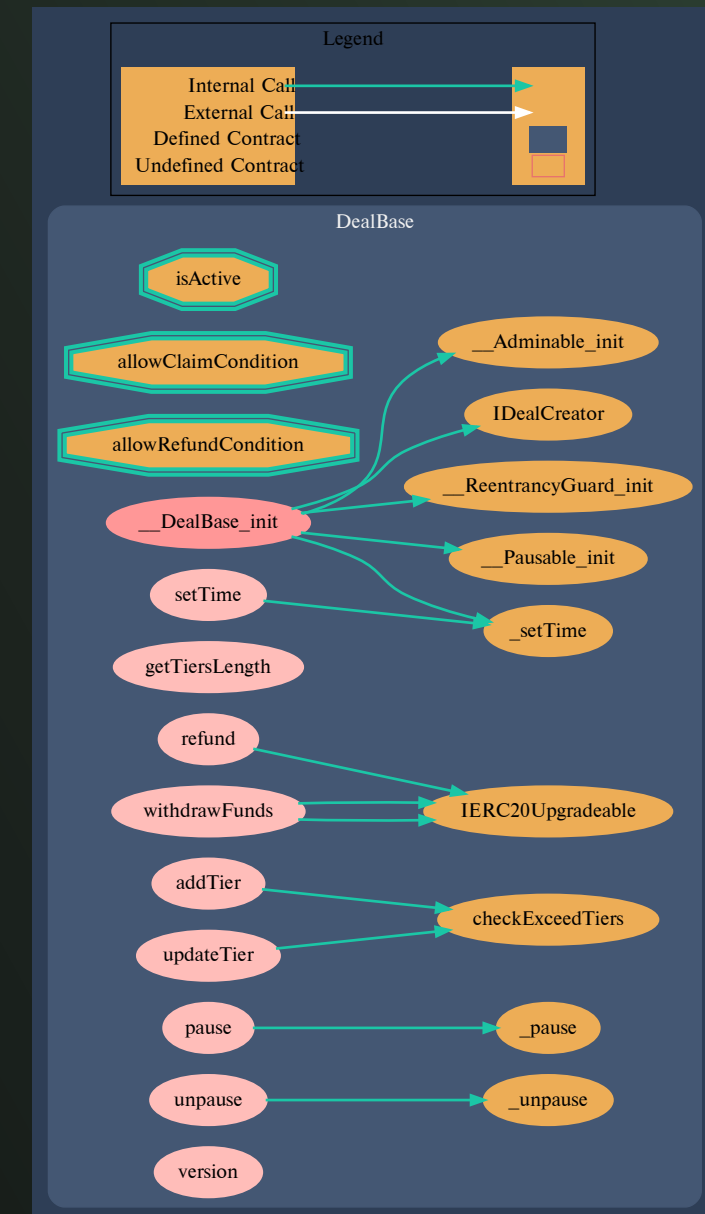 Legend
Internal Call
External Call
Defined Contract
Undefined Contract
DealBase
isActive
allowClaimCondition
allowRefundCondition
__DealBase_init
setTime
getTiersLength
refund
withdrawFunds
addTier
updateTier
pause
unpause
version
__Adminable_init
IDealCreator
__ReentrancyGuard_init
__Pausable_init
_setTime
IERC20Upgradeable
checkExceedTiers
_pause
_unpause